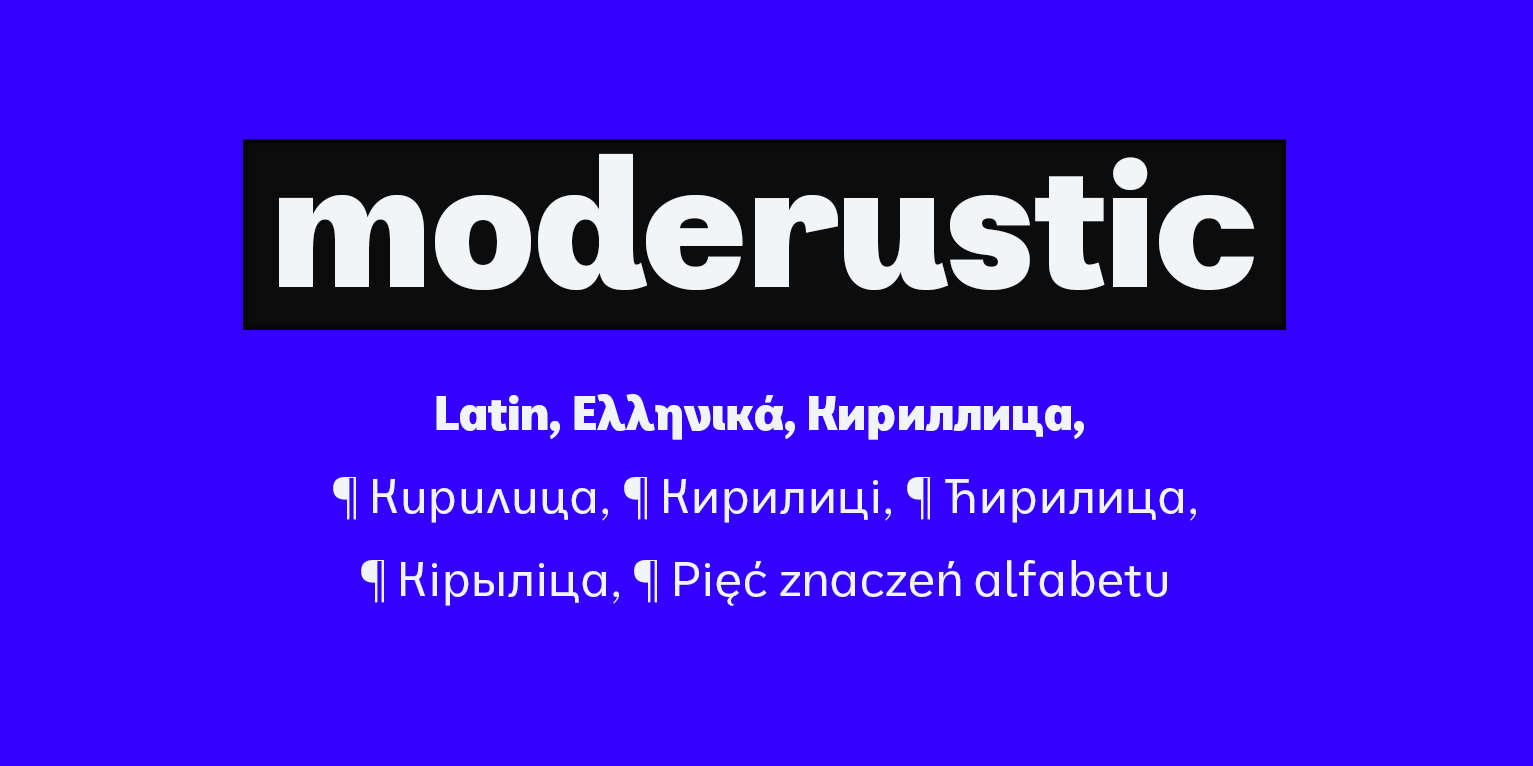 moderustic
Latin, Ελληνικά, Кириллица,
¶ Кирилица, ¶ Кирилиці, ¶ Ћирилица,
¶ Кірыліца, ¶ Pięć znaczeń alfabetu